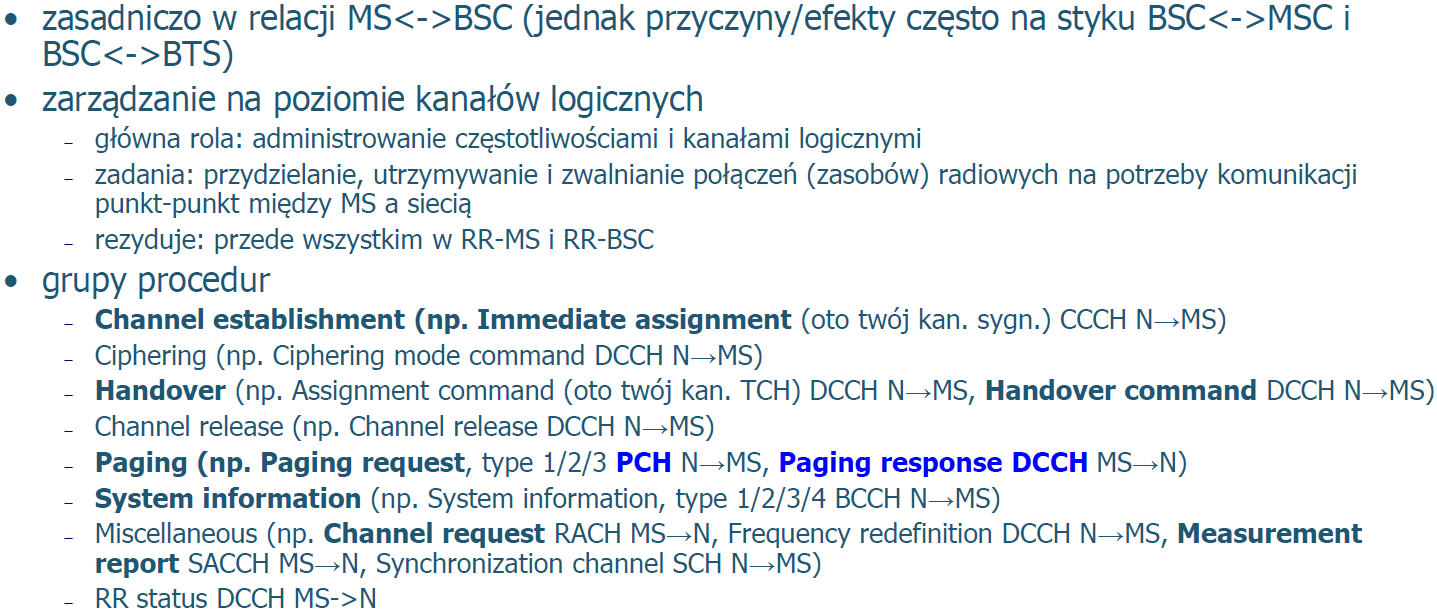 • zasadniczo w relacji MS<->BSC (jednak przyczyny/efekty często na styku BSC<->MSC i
BSC<->BTS)
• zarządzanie na poziomie kanałów logicznych
– główna rola: administrowanie częstotliwościami i kanałami logicznymi
– zadania: przydzielanie, utrzymywanie i zwalnianie połączeń (zasobów) radiowych na potrzeby komunikacji
punkt-punkt między MS a siecią
– rezyduje: przede wszystkim w RR-MS i RR-BSC
• grupy procedur
– Channel establishment (np. Immediate assignment (oto twój kan. sygn.) CCCH N→MS)
– Ciphering (np. Ciphering mode command DCCH N→MS)
– Handover (np. Assignment command (oto twój kan. TCH) DCCH N→MS, Handover command DCCH N→MS)
– Channel release (np. Channel release DCCH N→MS)
– Paging (np. Paging request, type 1/2/3 PCH N→MS, Paging response DCCH MS→N)
– System information (np. System information, type 1/2/3/4 BCCH N→MS)
– Miscellaneous (np. Channel request RACH MS→N, Frequency redefinition DCCH N→MS, Measurement
report SACCH MS→N, Synchronization channel SCH N→MS)
– RR status DCCH MS->N